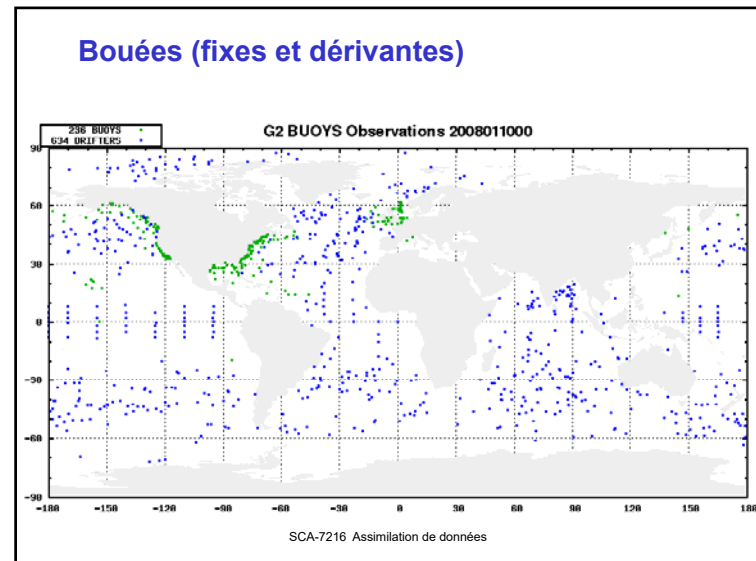 Bouées (fixes et dérivantes)
236 BUOYS
634 DRIFTERS
G2 BUOYS Observations 2008011000
90
60
30
0
-30
-60
-90
-180 -150 -120 -90 -60 -30 0 30 60 90 120 150 180
SCA-7216 Assimilation de données